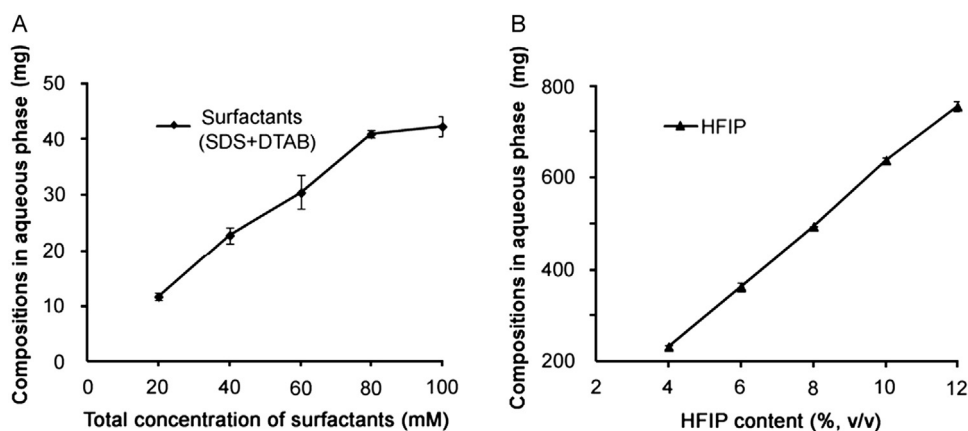 A
Compositions in aqueous phase (mg)
50
40
30
20
10
0
Surfactants
(SDS+DTAB)
0 20 40 60 80 100
Total concentration of surfactants (mM)
B
Compositions in aqueous phase (mg)
800
600
400
200
HFIP
2 4 6 8 10 12
HFIP content (%, v/v)